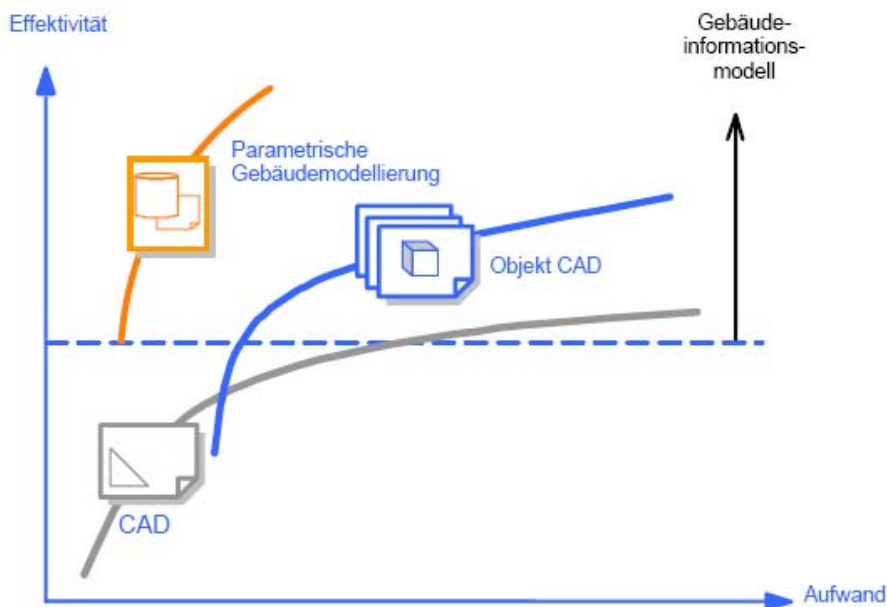 Effektivität
Gebäude-
informations-
modell
Parametrische
Gebäudemodellierung
Objekt CAD
CAD
Aufwand